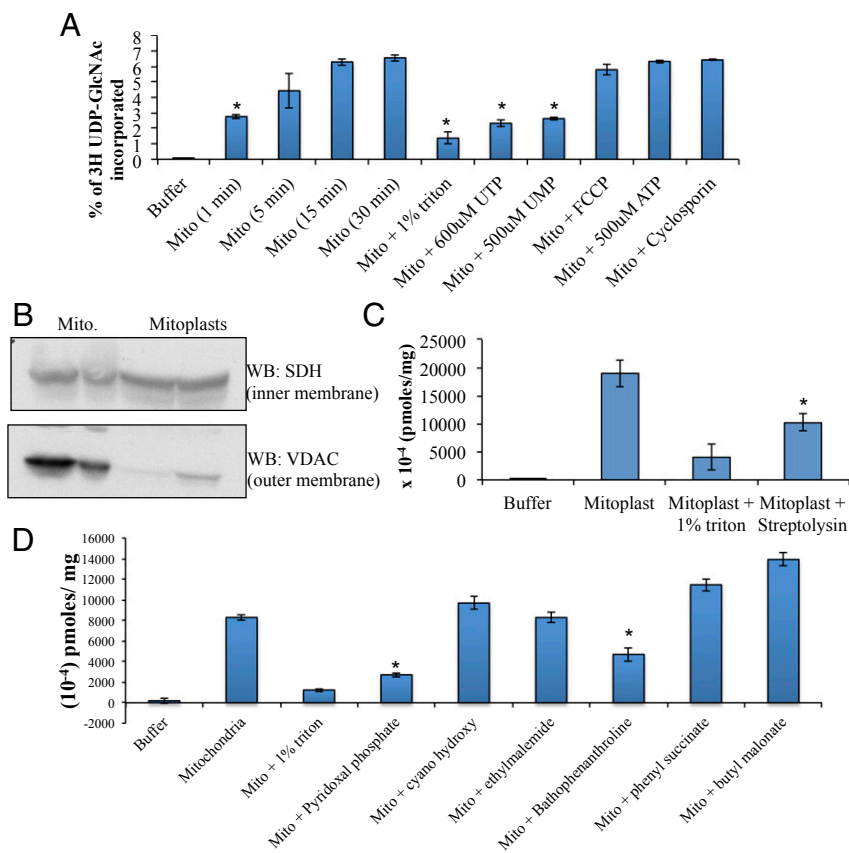 A
% of 3H UDP-GlcNAc
incorporated
8
7
6
5
4
3
2
1
0
Buffer
Mito (1 min)
Mito (5 min)
Mito (15 min)
Mito (30 min)
Mito + 1% triton
Mito + 600uM UTP
Mito + 500uM UMP
Mito + FCCP
Mito + 500uM ATP
Mito + Cyclosporin
*
*
*
*
B
Mito.
Mitoplasts
WB: SDH
(inner membrane)
WB: VDAC
(outer membrane)
C
x 10⁻⁴ (pmoles/mg)
25000
20000
15000
10000
5000
0
*
Buffer
Mitoplast
Mitoplast +
1% triton
Mitoplast +
Streptolysin
D
(10⁻⁴) pmoles/ mg
16000
14000
12000
10000
8000
6000
4000
2000
0
-2000
*
*
Buffer
Mitochondria
Mito + 1% triton
Mito + Pyridoxal phosphate
Mito + cyano hydroxy
Mito + ethylmalemide
Mito + Bathophenanthroline
Mito + phenyl succinate
Mito + butyl malonate